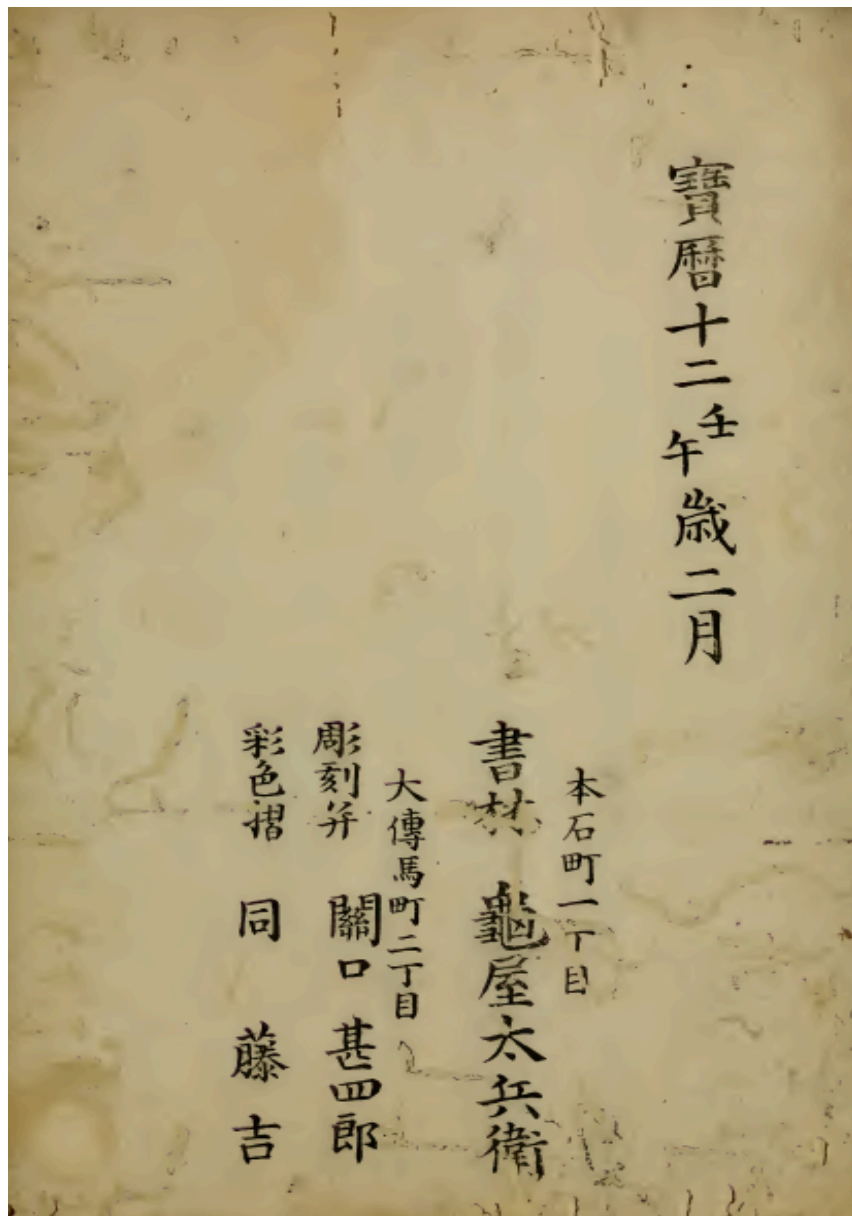 寶曆十二壬午歳二月
本石町一丁目
書林 龜屋太兵衛
大傳馬町二丁目
彫刻并 關口甚四郎
彩色摺 同 藤吉